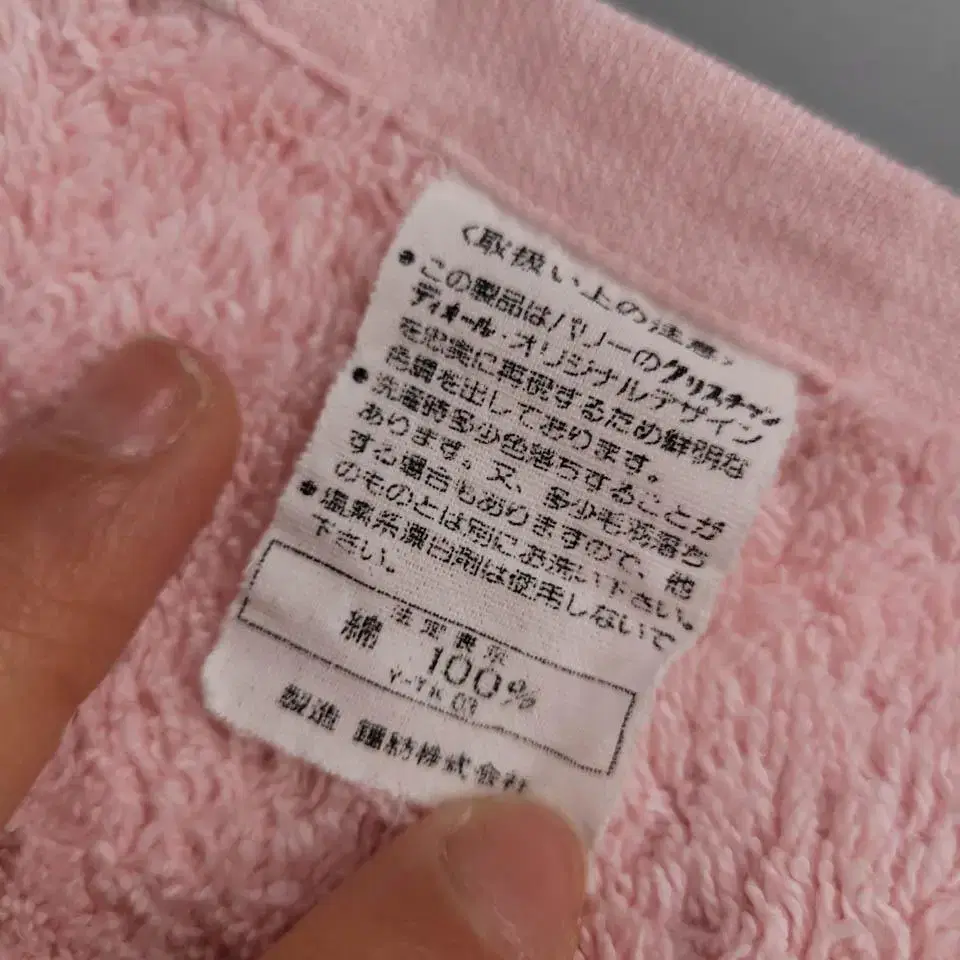 〈取扱い上の注意〉
●この製品はパリーのクリスチャン
ディオール・オリジナルデザイン
を忠実に再現するため鮮明な
色調を出してあります。
●洗濯時多少色落ちすることが
あります。又、多少毛羽落ち
する場合もありますので、他
のものとは別にお洗い下さい。
●塩素系漂白剤は使用しないで
下さい。
法定表示
綿 100%
製造 鐘紡株式会社